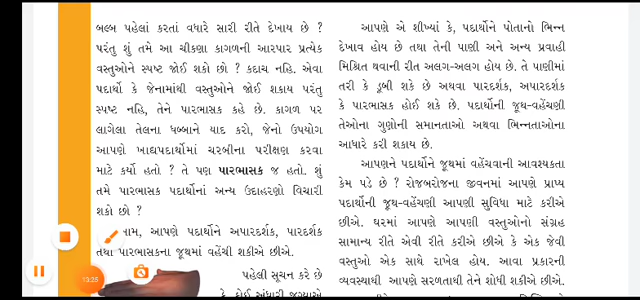 બલ્બ પહેલાં કરતાં વધારે સારી રીતે દેખાય છે ?
પરંતુ શું તમે આ ચીકણા કાગળની આરપાર પ્રત્યેક
વસ્તુઓને સ્પષ્ટ જોઈ શકો છો ? કદાચ નહિ. એવા
પદાર્થો કે જેનામાંથી વસ્તુઓને જોઈ શકાય પરંતુ
સ્પષ્ટ નહિ, તેને પારભાસક કહે છે. કાગળ પર
લાગેલા તેલના ધબ્બાને યાદ કરો, જેનો ઉપયોગ
આપણે ખાદ્યપદાર્થોમાં ચરબીના પરીક્ષણ કરવા
માટે કર્યો હતો ? તે પણ પારભાસક જ હતો. શું
તમે પારભાસક પદાર્થોનાં અન્ય ઉદાહરણો વિચારી
શકો છો ?
આપણે પદાર્થોને અપારદર્શક, પારદર્શક
તથા પારભાસકના જૂથમાં વહેંચી શકીએ છીએ.
પહેલી સૂચન કરે છે
કે, કોઈ અંધારી જગ્યાએ
13:25
આપણે એ શીખ્યાં કે, પદાર્થોને પોતાનો ભિન્ન
દેખાવ હોય છે તથા તેની પાણી અને અન્ય પ્રવાહી
મિશ્રિત થવાની રીત અલગ-અલગ હોય છે. તે પાણીમાં
તરી કે ડૂબી શકે છે અથવા પારદર્શક, અપારદર્શક
કે પારભાસક હોઈ શકે છે. પદાર્થોની જૂથ-વહેંચણી
તેઓના ગુણોની સમાનતાઓ અથવા ભિન્નતાઓના
આધારે કરી શકાય છે.
આપણને પદાર્થોને જૂથમાં વહેંચવાની આવશ્યકતા
કેમ પડે છે ? રોજબરોજના જીવનમાં આપણે પ્રાપ્ય
પદાર્થોની જૂથ-વહેંચણી આપણી સુવિધા માટે કરીએ
છીએ. ઘરમાં આપણે આપણી વસ્તુઓનો સંગ્રહ
સામાન્ય રીતે એવી રીતે કરીએ છીએ કે એક જેવી
વસ્તુઓ એક સાથે રાખેલ હોય. આવા પ્રકારની
વ્યવસ્થાથી આપણે સરળતાથી તેને શોધી શકીએ છીએ.